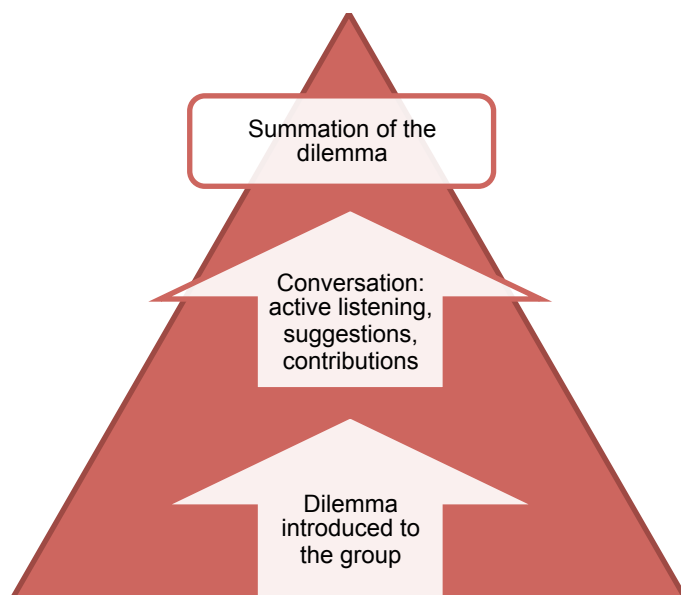 Summation of the
dilemma
Conversation:
active listening,
suggestions,
contributions
Dilemma
introduced to
the group